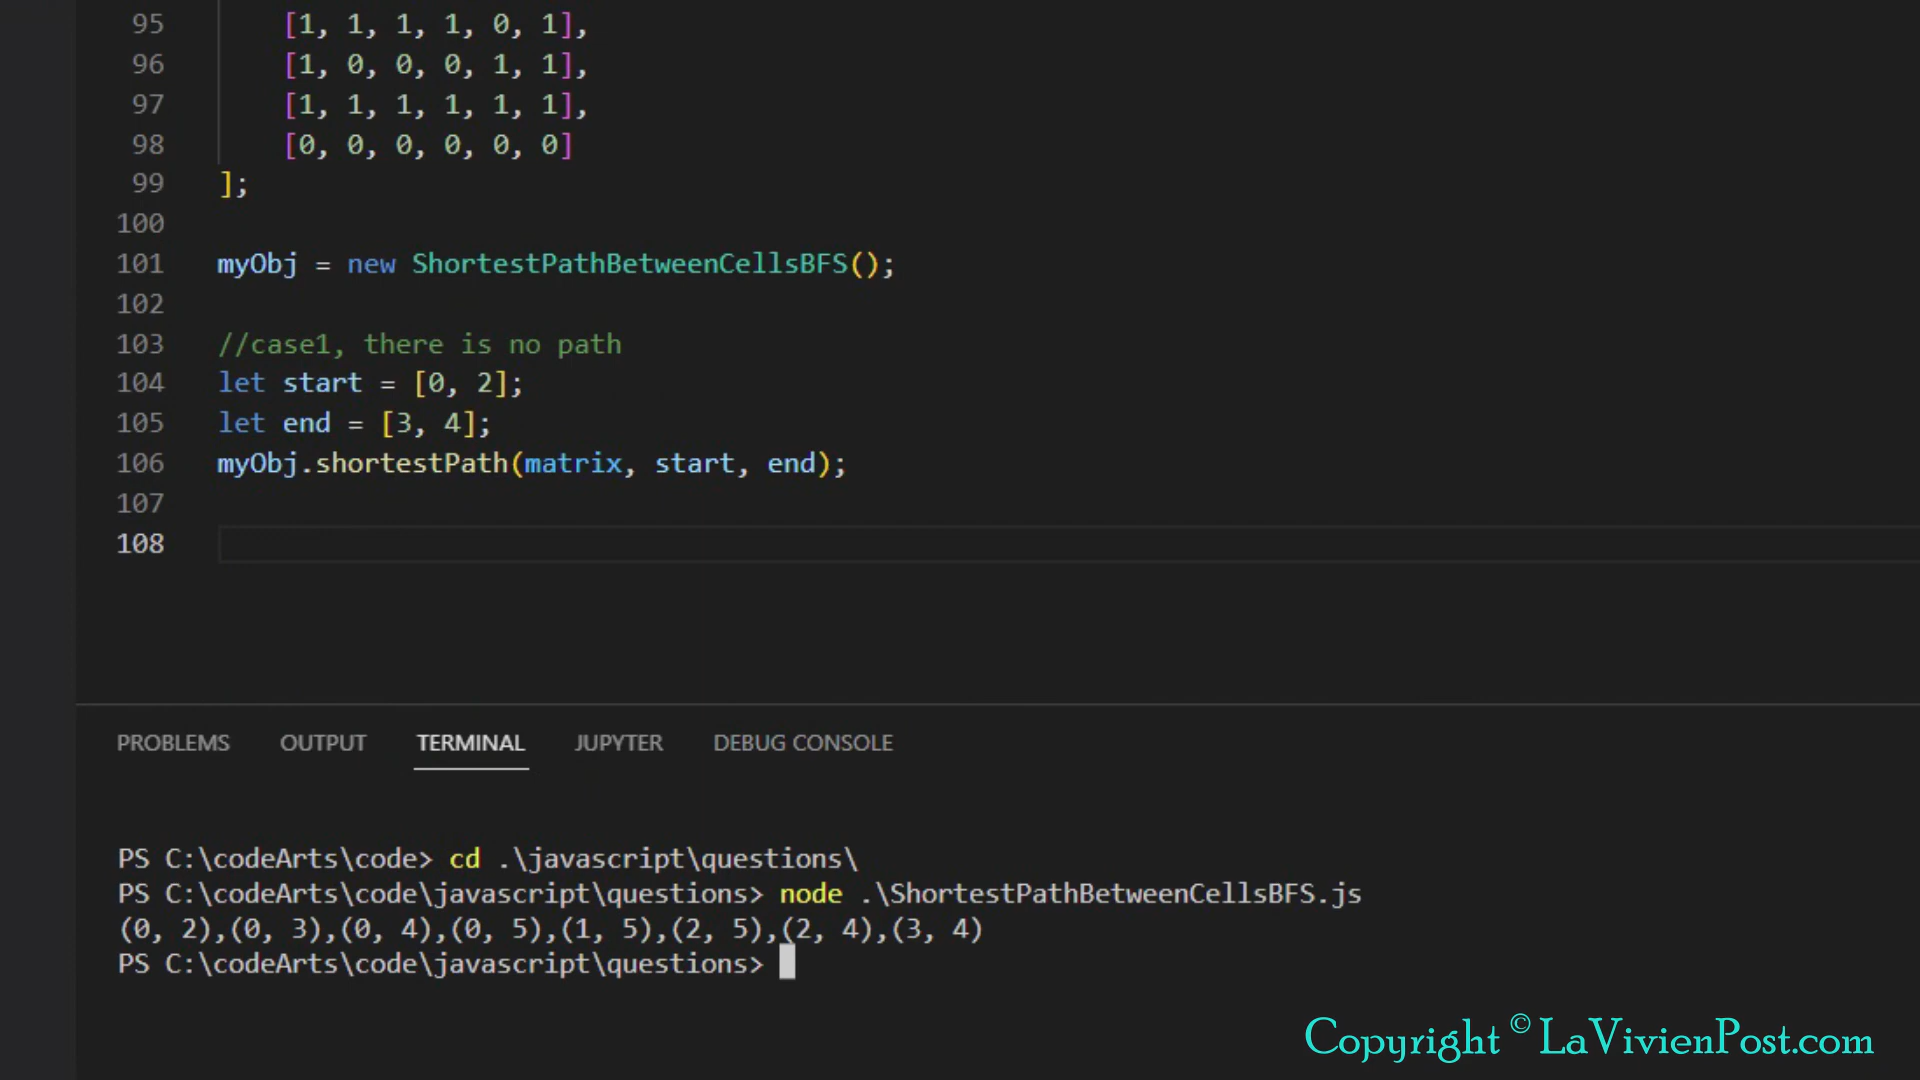 95 [1, 1, 1, 1, 0, 1],
96 [1, 0, 0, 0, 1, 1],
97 [1, 1, 1, 1, 1, 1],
98 [0, 0, 0, 0, 0, 0]
99 ];
100
101 myObj = new ShortestPathBetweenCellsBFS();
102
103 //case1, there is no path
104 let start = [0, 2];
105 let end = [3, 4];
106 myObj.shortestPath(matrix, start, end);
107
108
PROBLEMS OUTPUT TERMINAL JUPYTER DEBUG CONSOLE
PS C:\codeArts\code> cd .\javascript\questions\
PS C:\codeArts\code\javascript\questions> node .\ShortestPathBetweenCellsBFS.js
(0, 2),(0, 3),(0, 4),(0, 5),(1, 5),(2, 5),(2, 4),(3, 4)
PS C:\codeArts\code\javascript\questions>
Copyright © LaVivienPost.com